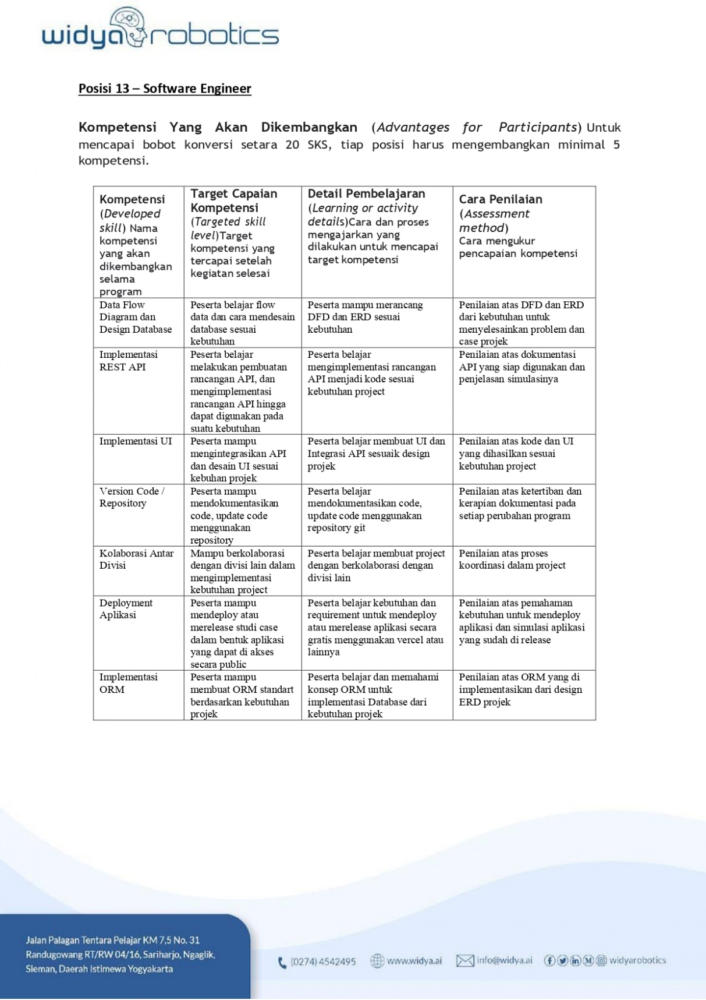 widya robotics
Posisi 13 – Software Engineer
Kompetensi Yang Akan Dikembangkan (Advantages for Participants) Untuk
mencapai bobot konversi setara 20 SKS, tiap posisi harus mengembangkan minimal 5
kompetensi.
Kompetensi
(Developed
skill) Nama
kompetensi
yang akan
dikembangkan
selama
program
Target Capaian
Kompetensi
(Targeted skill
level)Target
kompetensi yang
tercapai setelah
kegiatan selesai
Detail Pembelajaran
(Learning or activity
details)Cara dan proses
mengajarkan yang
dilakukan untuk mencapai
target kompetensi
Cara Penilaian
(Assessment
method)
Cara mengukur
pencapaian kompetensi
Data Flow
Diagram dan
Design Database
Peserta belajar flow
data dan cara mendesain
database sesuai
kebutuhan
Peserta mampu merancang
DFD dan ERD sesuai
kebutuhan
Penilaian atas DFD dan ERD
dari kebutuhan untuk
menyelesainkan problem dan
case projek
Implementasi
REST API
Peserta belajar
melakukan pembuatan
rancangan API, dan
mengimplementasi
rancangan API hingga
dapat digunakan pada
suatu kebutuhan
Peserta belajar
mengimplementasi rancangan
API menjadi kode sesuai
kebutuhan project
Penilaian atas dokumentasi
API yang siap digunakan dan
penjelasan simulasinya
Implementasi UI
Peserta mampu
mengintegrasikan API
dan desain UI sesuai
kebuhan projek
Peserta belajar membuat UI dan
Integrasi API sesuaik design
projek
Penilaian atas kode dan UI
yang dihasilkan sesuai
kebutuhan project
Version Code /
Repository
Peserta mampu
mendokumentasikan
code, update code
menggunakan
repository
Peserta belajar
mendokumentasikan code,
update code menggunakan
repository git
Penilaian atas ketertiban dan
kerapian dokumentasi pada
setiap perubahan program
Kolaborasi Antar
Divisi
Mampu berkolaborasi
dengan divisi lain dalam
mengimplementasi
kebutuhan project
Peserta belajar membuat project
dengan berkolaborasi dengan
divisi lain
Penilaian atas proses
koordinasi dalam project
Deployment
Aplikasi
Peserta mampu
mendeploy atau
merelease studi case
dalam bentuk aplikasi
yang dapat di akses
secara public
Peserta belajar kebutuhan dan
requirement untuk mendeploy
atau merelease aplikasi secara
gratis menggunakan vercel atau
lainnya
Penilaian atas pemahaman
kebutuhan untuk mendeploy
aplikasi dan simulasi aplikasi
yang sudah di release
Implementasi
ORM
Peserta mampu
membuat ORM standart
berdasarkan kebutuhan
projek
Peserta belajar dan memahami
konsep ORM untuk
implementasi Database dari
kebutuhan projek
Penilaian atas ORM yang di
implementasikan dari design
ERD projek
Jalan Palagan Tentara Pelajar KM 7,5 No. 31
Randugowang RT/RW 04/16, Sariharjo, Ngaglik,
Sleman, Daerah Istimewa Yogyakarta
(0274) 4542495
www.widya.ai
info@widya.ai
widyarobotics